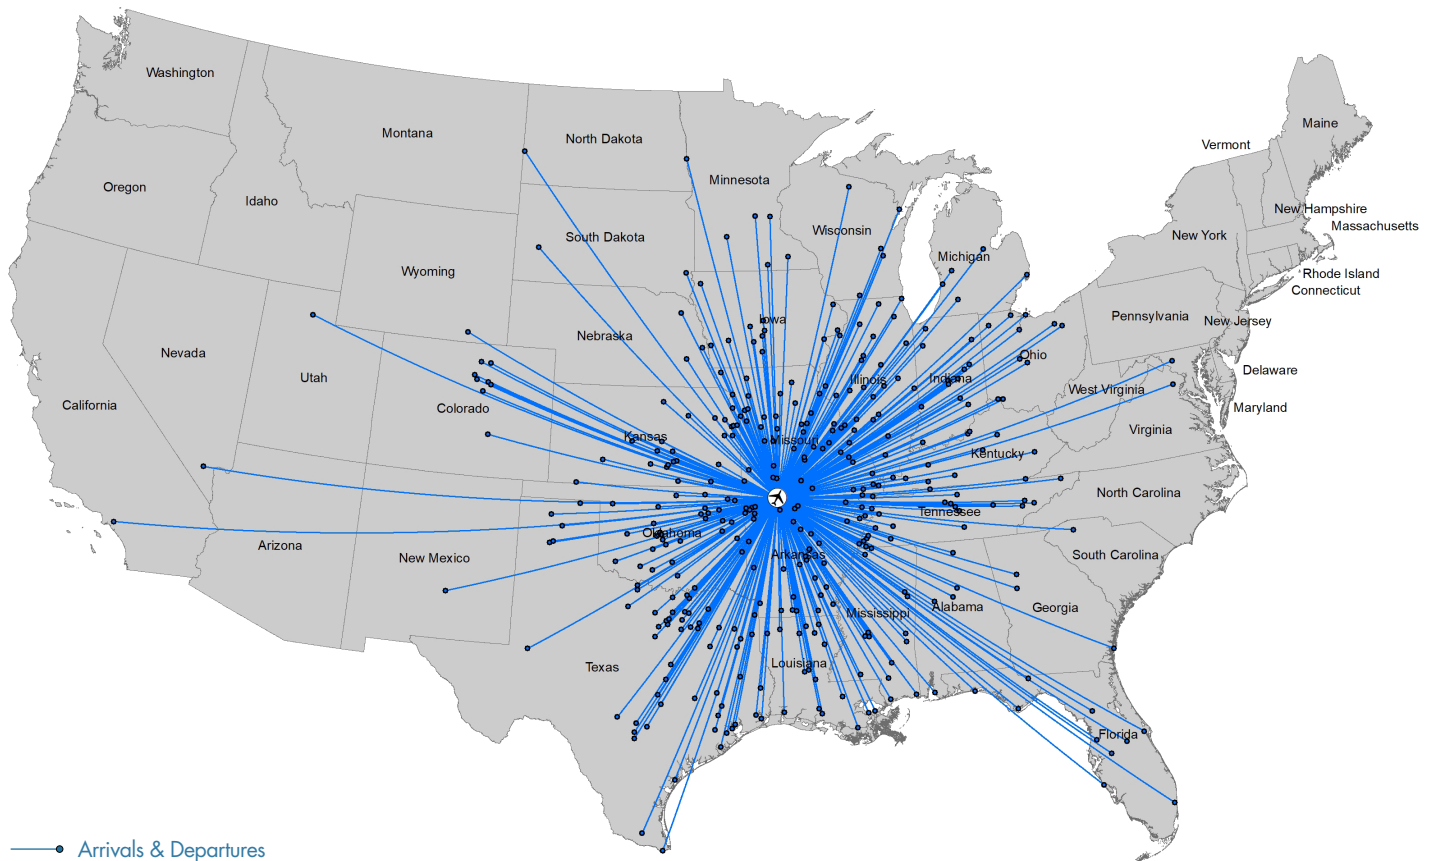 Washington
Maine
Montana
North Dakota
Vermont
Minnesota
Oregon
Idaho
New Hampshire
Massachusetts
Wisconsin
New York
South Dakota
Michigan
Wyoming
Rhode Island
Connecticut
Iowa
Pennsylvania
New Jersey
Nebraska
Nevada
Ohio
Delaware
Utah
Illinois
Indiana
West Virginia
California
Colorado
Maryland
Virginia
Kansas
Missouri
Kentucky
North Carolina
Tennessee
Oklahoma
Arizona
New Mexico
Arkansas
South Carolina
Mississippi
Alabama
Georgia
Texas
Louisiana
Florida
Arrivals & Departures